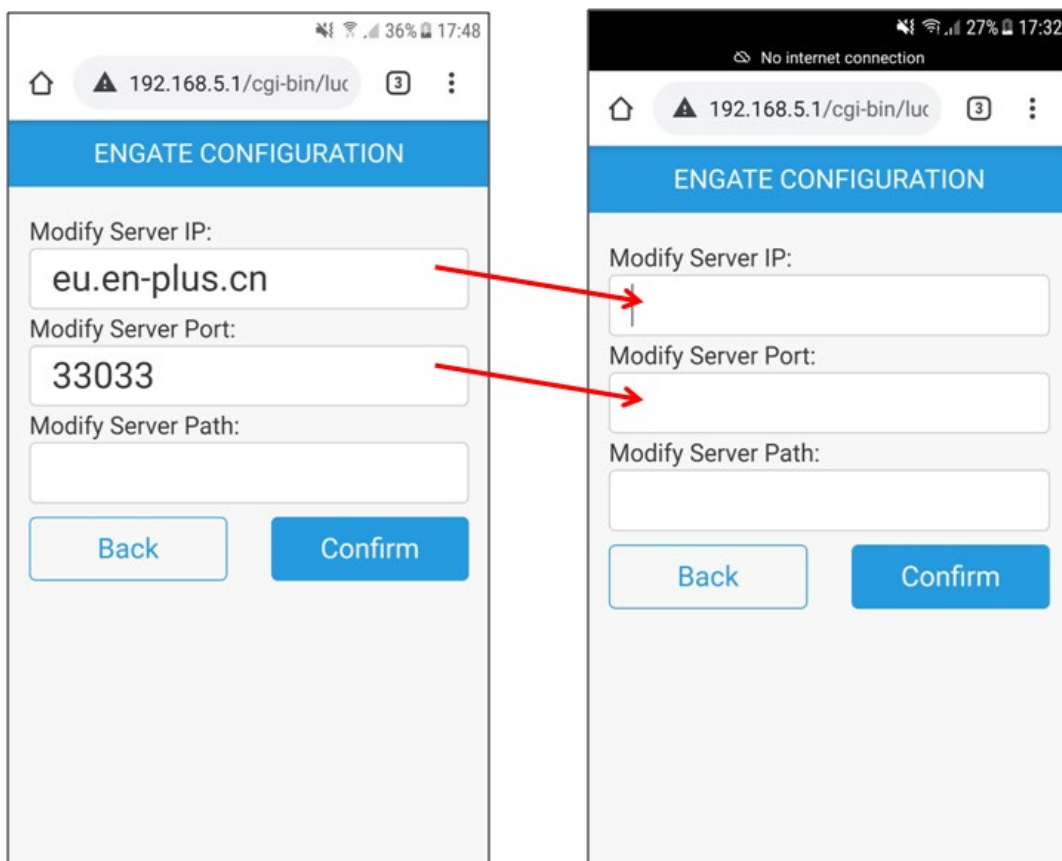 36% 17:48
192.168.5.1/cgi-bin/luc 3
ENGATE CONFIGURATION
Modify Server IP:
eu.en-plus.cn
Modify Server Port:
33033
Modify Server Path:
Back Confirm
27% 17:32
No internet connection
192.168.5.1/cgi-bin/luc 3
ENGATE CONFIGURATION
Modify Server IP:
Modify Server Port:
Modify Server Path:
Back Confirm